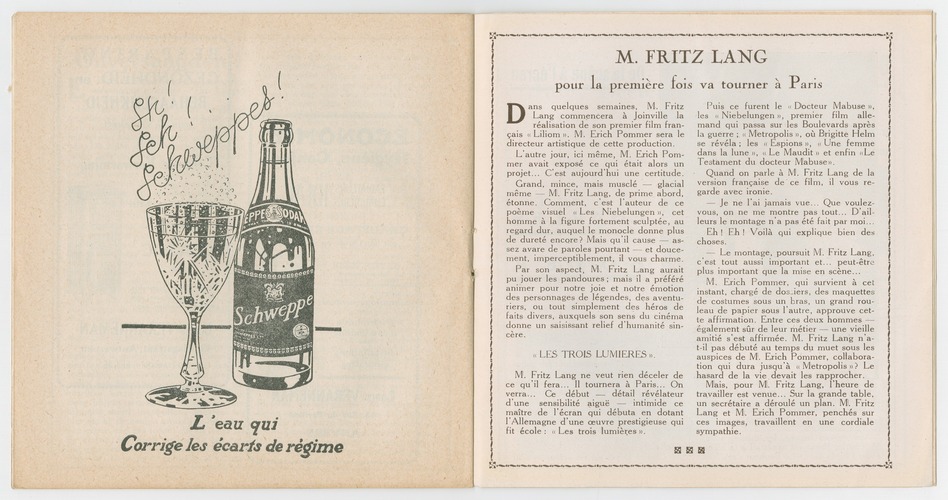 Sh!
Sch!
Schweppes!
EPPE SODA
Schweppe
L'eau qui
Corrige les écarts de régime
M. FRITZ LANG
pour la première fois va tourner à Paris
Dans quelques semaines, M. Fritz
Lang commencera à Joinville la
réalisation de son premier film fran-
çais « Liliom ». M. Erich Pommer sera le
directeur artistique de cette production.
L'autre jour, ici même, M. Erich Pom-
mer avait exposé ce qui était alors un
projet... C'est aujourd'hui une certitude.
Grand, mince, mais musclé — glacial
même — M. Fritz Lang, de prime abord,
étonne. Comment, c'est l'auteur de ce
poème visuel « Les Niebelungen », cet
homme à la figure fortement sculptée, au
regard dur, auquel le monocle donne plus
de dureté encore ? Mais qu'il cause — as-
sez avare de paroles pourtant — et douce-
ment, imperceptiblement, il vous charme.
Par son aspect, M. Fritz Lang aurait
pu jouer les pandoures ; mais il a préféré
animer pour notre joie et notre émotion
des personnages de légendes, des aventu-
riers, ou tout simplement des héros de
faits divers, auxquels son sens du cinéma
donne un saisissant relief d'humanité sin-
cère.
« LES TROIS LUMIERES ».
M. Fritz Lang ne veut rien déceler de
ce qu'il fera... Il tournera à Paris... On
verra... Ce début — détail révélateur
d'une sensibilité aiguë — intimide ce
maître de l'écran qui débuta en dotant
l'Allemagne d'une œuvre prestigieuse qui
fit école : « Les trois lumières ».
Puis ce furent le « Docteur Mabuse »,
les « Niebelungen », premier film alle-
mand qui passa sur les Boulevards après
la guerre ; « Metropolis », où Brigitte Helm
se révéla ; les « Espions », « Une femme
dans la lune », « Le Maudit » et enfin « Le
Testament du docteur Mabuse ».
Quand on parle à M. Fritz Lang de la
version française de ce film, il vous re-
garde avec ironie.
— Je ne l'ai jamais vue... Que voulez-
vous, on ne me montre pas tout... D'ail-
leurs le montage n'a pas été fait par moi...
Eh ! Eh ! Voilà qui explique bien des
choses.
— Le montage, poursuit M. Fritz Lang,
c'est tout aussi important et... peut-être
plus important que la mise en scène...
M. Erich Pommer, qui survient à cet
instant, chargé de dossiers, des maquettes
de costumes sous un bras, un grand rou-
leau de papier sous l'autre, approuve cet-
te affirmation. Entre ces deux hommes —
également sûr de leur métier — une vieille
amitié s'est affirmée. M. Fritz Lang n'a-
t-il pas débuté au temps du muet sous les
auspices de M. Erich Pommer, collabora-
tion qui dura jusqu'à « Metropolis » ? Le
hasard de la vie devait les rapprocher.
Mais, pour M. Fritz Lang, l'heure de
travailler est venue... Sur la grande table,
un secrétaire a déroulé un plan. M. Fritz
Lang et M. Erich Pommer, penchés sur
ces images, travaillent en une cordiale
sympathie.